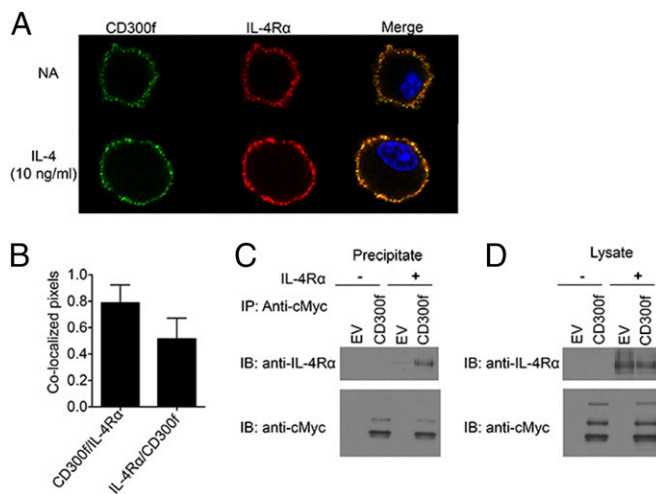 A
CD300f IL-4Rα Merge
NA
IL-4
(10 ng/ml)
B
Co-localized pixels
1.0
0.8
0.6
0.4
0.2
0.0
CD300f/IL-4Rα
IL-4Rα/CD300f
C
Precipitate
IL-4Rα - +
IP: Anti-cMyc
EV CD300f EV CD300f
IB: anti-IL-4Rα
IB: anti-cMyc
D
Lysate
- +
EV CD300f EV CD300f
IB: anti-IL-4Rα
IB: anti-cMyc